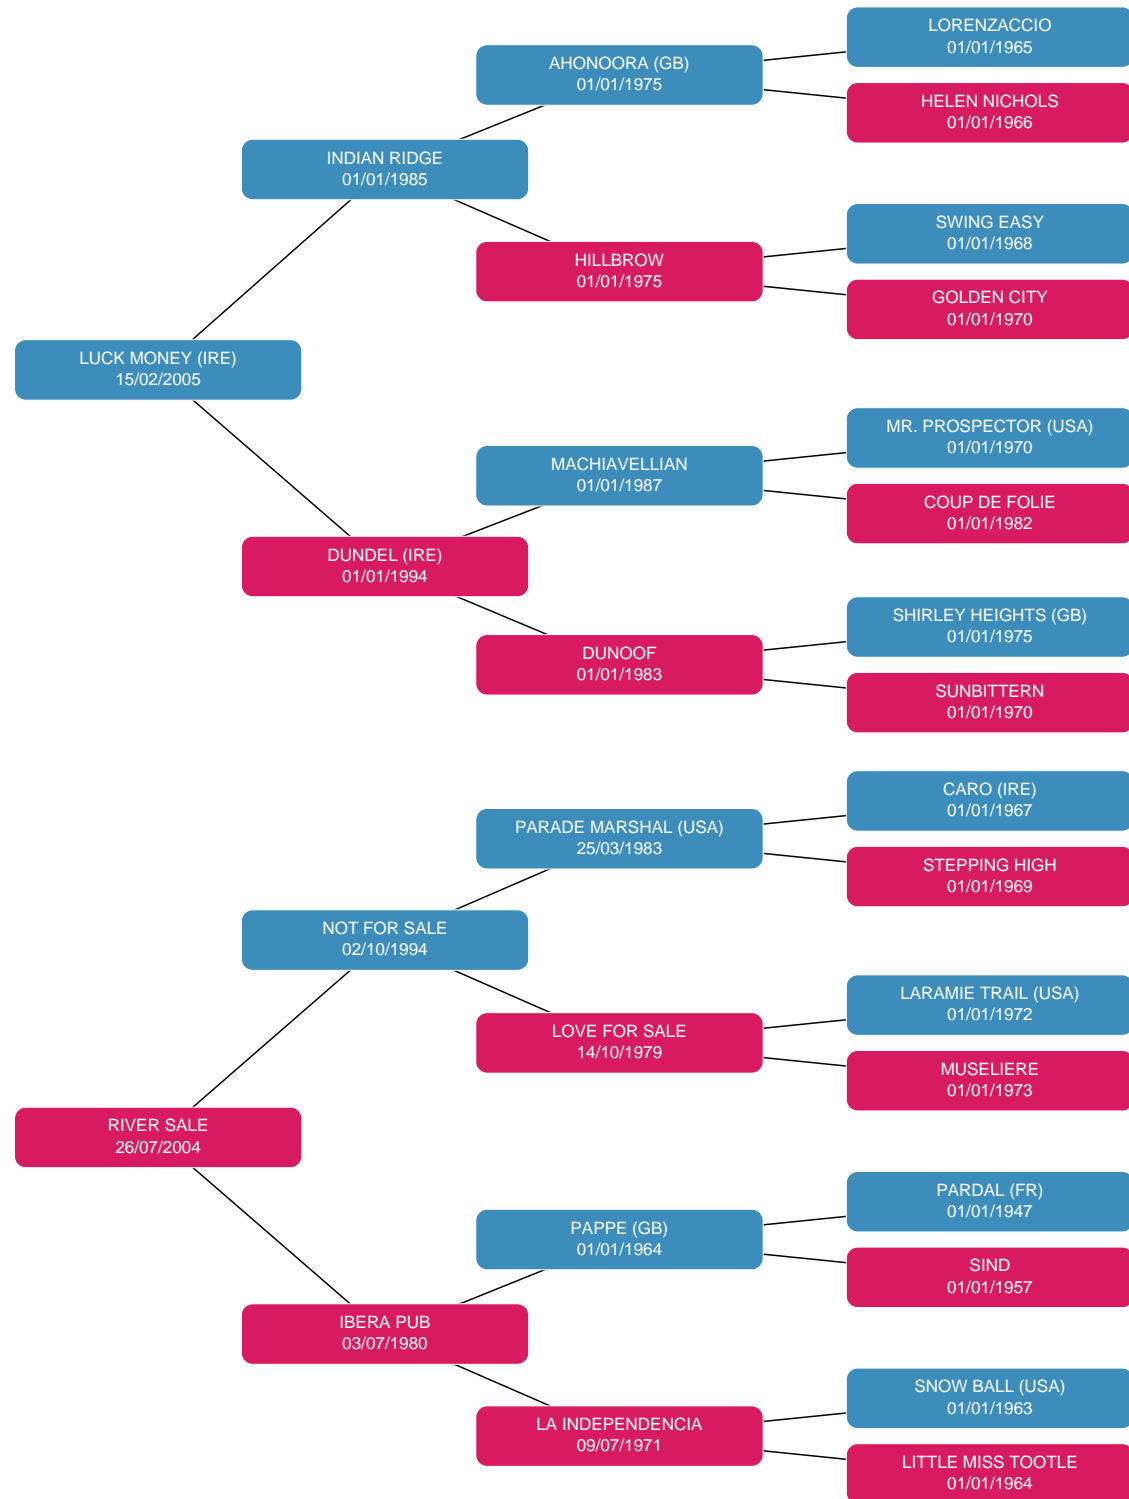 LORENZACCIO
01/01/1965
AHONOORA (GB)
01/01/1975
HELEN NICHOLS
01/01/1966
INDIAN RIDGE
01/01/1985
SWING EASY
01/01/1968
HILLBROW
01/01/1975
GOLDEN CITY
01/01/1970
LUCK MONEY (IRE)
15/02/2005
MR. PROSPECTOR (USA)
01/01/1970
MACHIAVELLIAN
01/01/1987
COUP DE FOLIE
01/01/1982
DUNDEL (IRE)
01/01/1994
SHIRLEY HEIGHTS (GB)
01/01/1975
DUNOOF
01/01/1983
SUNBITTERN
01/01/1970
CARO (IRE)
01/01/1967
PARADE MARSHAL (USA)
25/03/1983
STEPPING HIGH
01/01/1969
NOT FOR SALE
02/10/1994
LARAMIE TRAIL (USA)
01/01/1972
LOVE FOR SALE
14/10/1979
MUSELIERE
01/01/1973
RIVER SALE
26/07/2004
PARDAL (FR)
01/01/1947
PAPPE (GB)
01/01/1964
SIND
01/01/1957
IBERA PUB
03/07/1980
SNOW BALL (USA)
01/01/1963
LA INDEPENDENCIA
09/07/1971
LITTLE MISS TOOTLE
01/01/1964